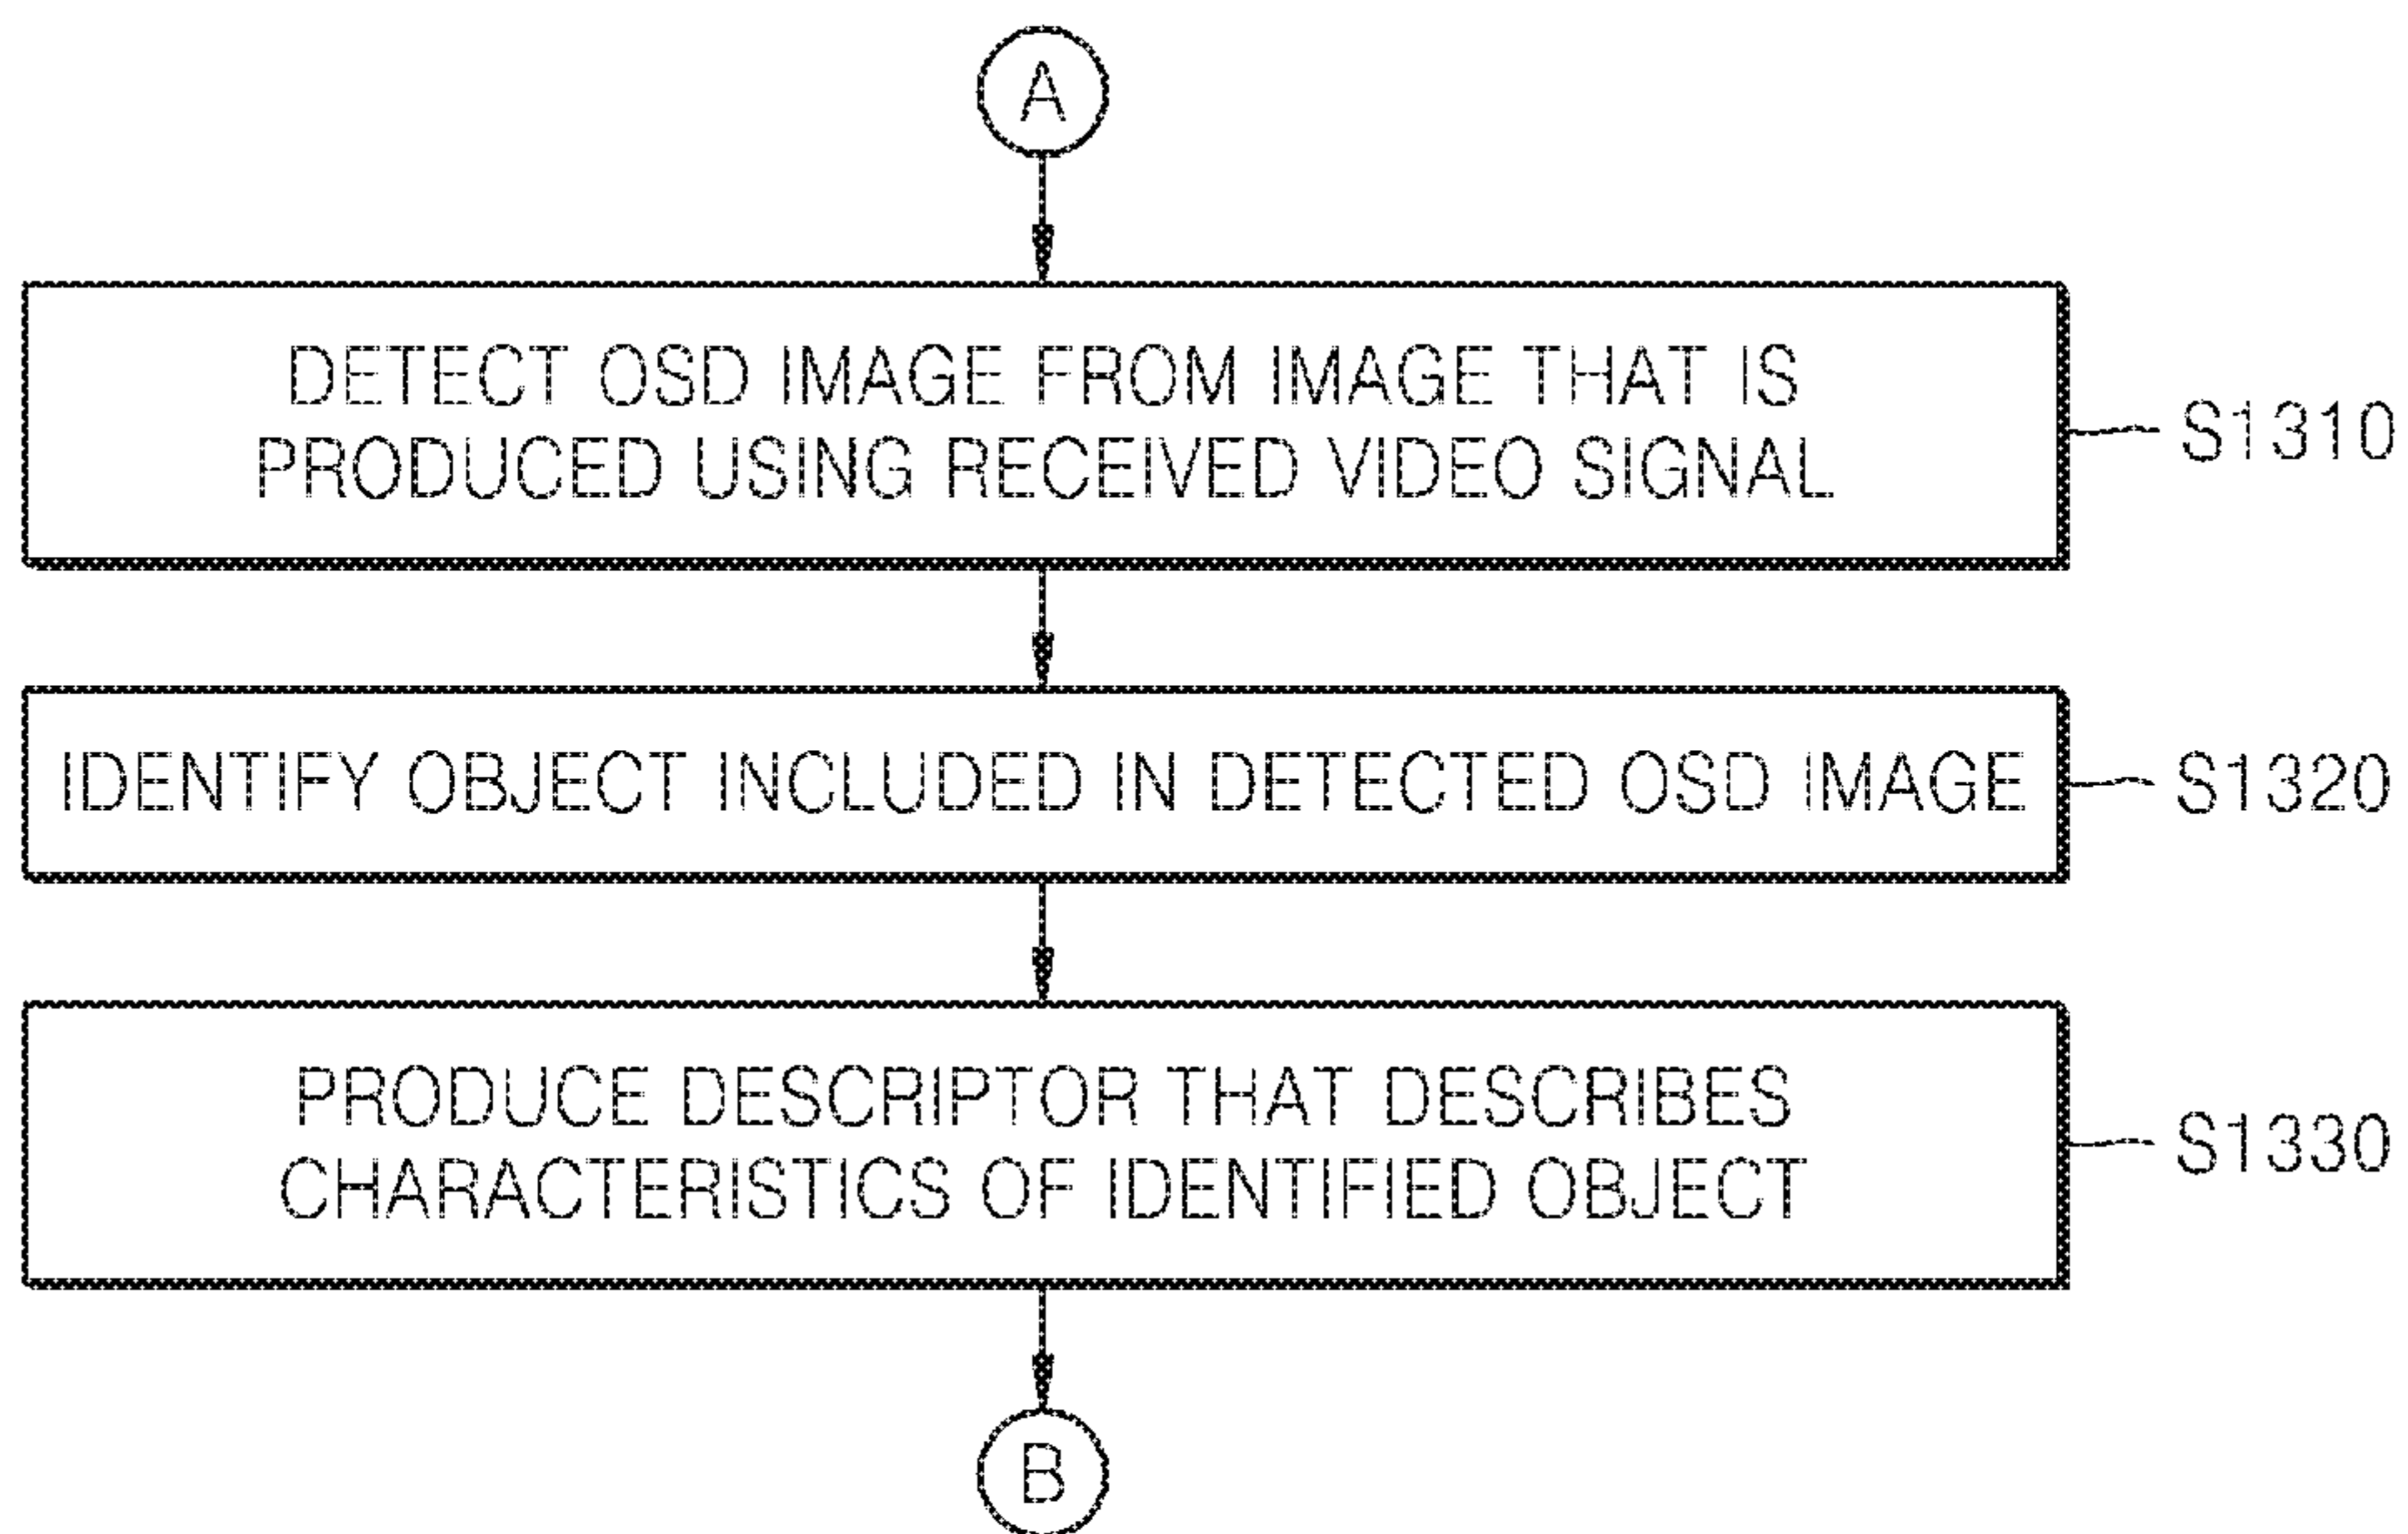 A
DETECT OSD IMAGE FROM IMAGE THAT IS
PRODUCED USING RECEIVED VIDEO SIGNAL
S1310
IDENTIFY OBJECT INCLUDED IN DETECTED OSD IMAGE
S1320
PRODUCE DESCRIPTOR THAT DESCRIBES
CHARACTERISTICS OF IDENTIFIED OBJECT
S1330
B